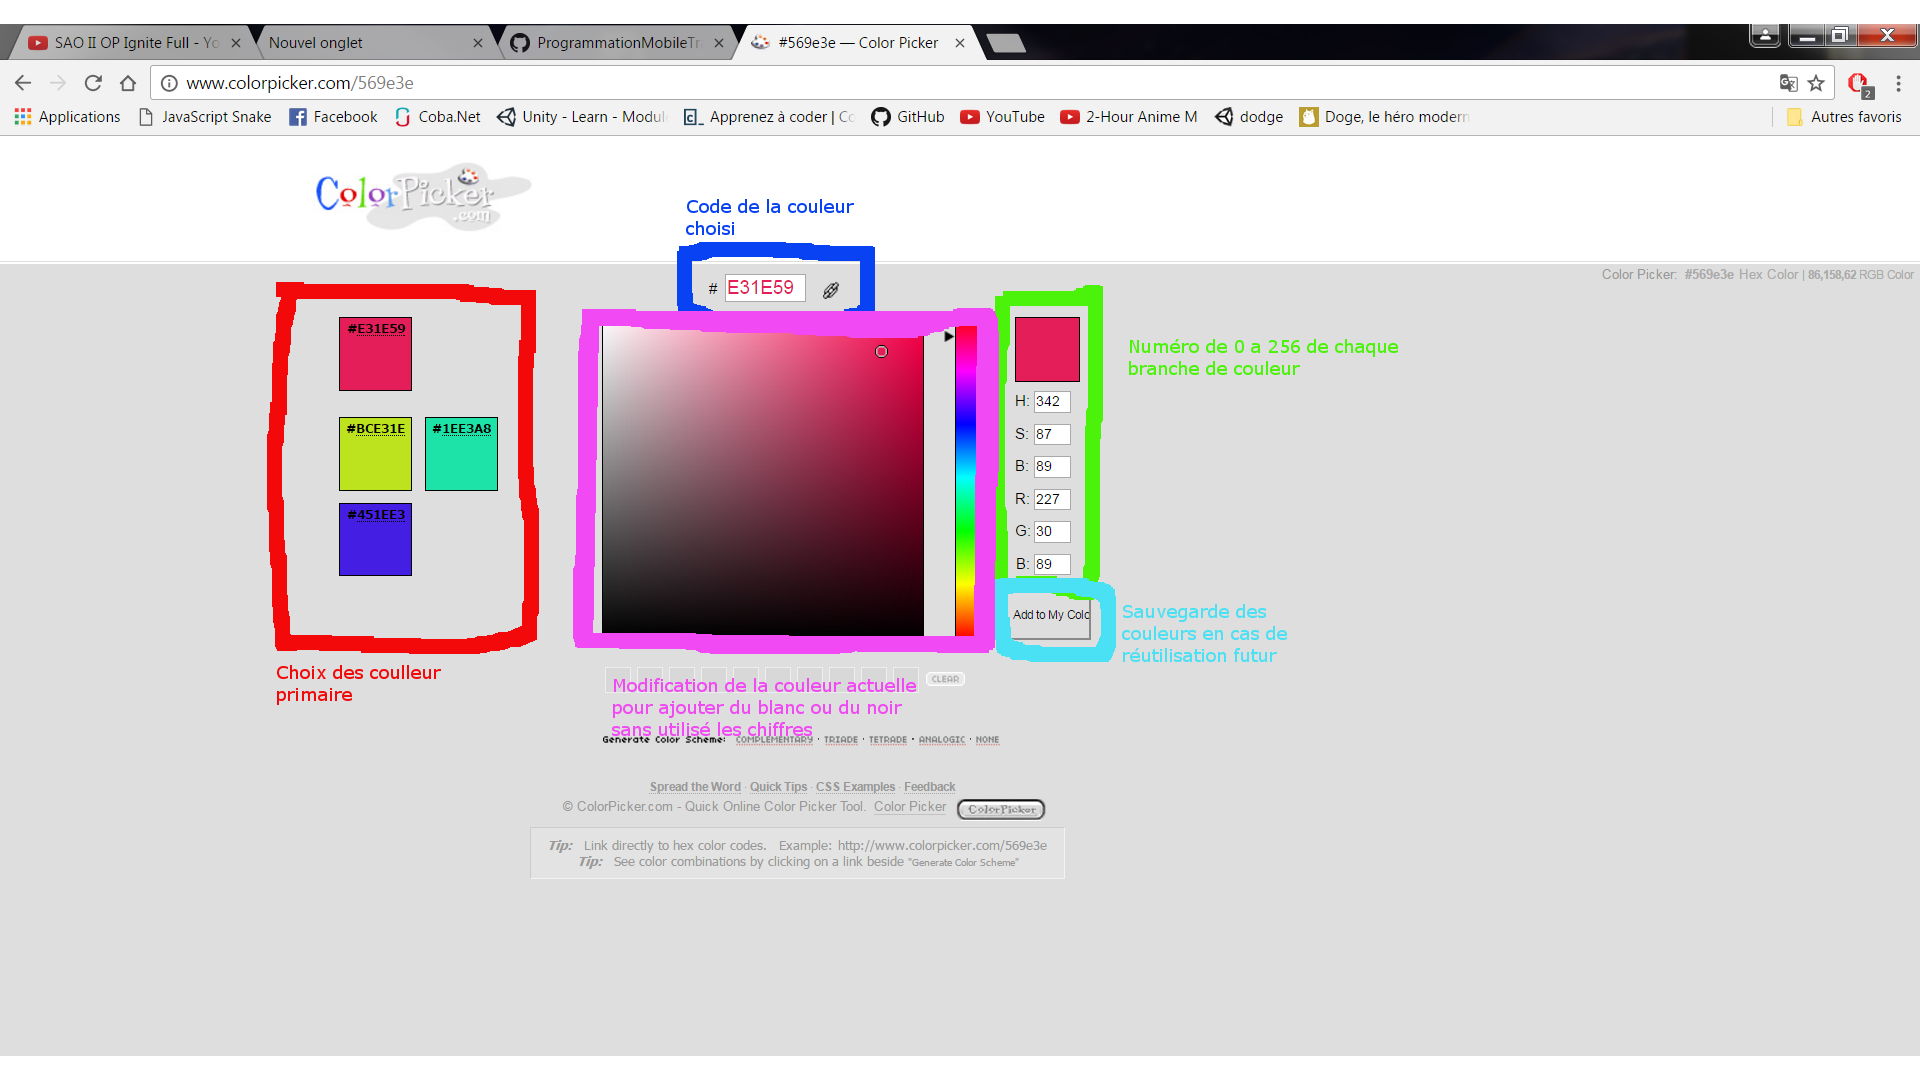 SAO II OP Ignite Full - Yo
Nouvel onglet
ProgrammationMobileTr
#569e3e — Color Picker
www.colorpicker.com/569e3e
2
Applications
JavaScript Snake
Facebook
Coba.Net
Unity - Learn - Modul
Apprenez à coder | Co
GitHub
YouTube
2-Hour Anime M
dodge
Doge, le héro modern
Autres favoris
ColorPicker
.com
Code de la couleur
choisi
Color Picker: #569e3e Hex Color | 86,158,62 RGB Color
# E31E59
#E31E59
#BCE31E
#1EE3A8
#451EE3
Choix des coulleur
primaire
H: 342
S: 87
B: 89
R: 227
G: 30
B: 89
Numéro de 0 a 256 de chaque
branche de couleur
Add to My Colo
Sauvegarde des
couleurs en cas de
réutilisation futur
CLEAR
Modification de la couleur actuelle
pour ajouter du blanc ou du noir
sans utilisé les chiffres
Generate Color Scheme: COMPLEMENTARY · TRIADE · TETRADE · ANALOGIC · NONE
Spread the Word · Quick Tips · CSS Examples · Feedback
© ColorPicker.com - Quick Online Color Picker Tool. Color Picker
ColorPicker
Tip: Link directly to hex color codes. Example: http://www.colorpicker.com/569e3e
Tip: See color combinations by clicking on a link beside "Generate Color Scheme"